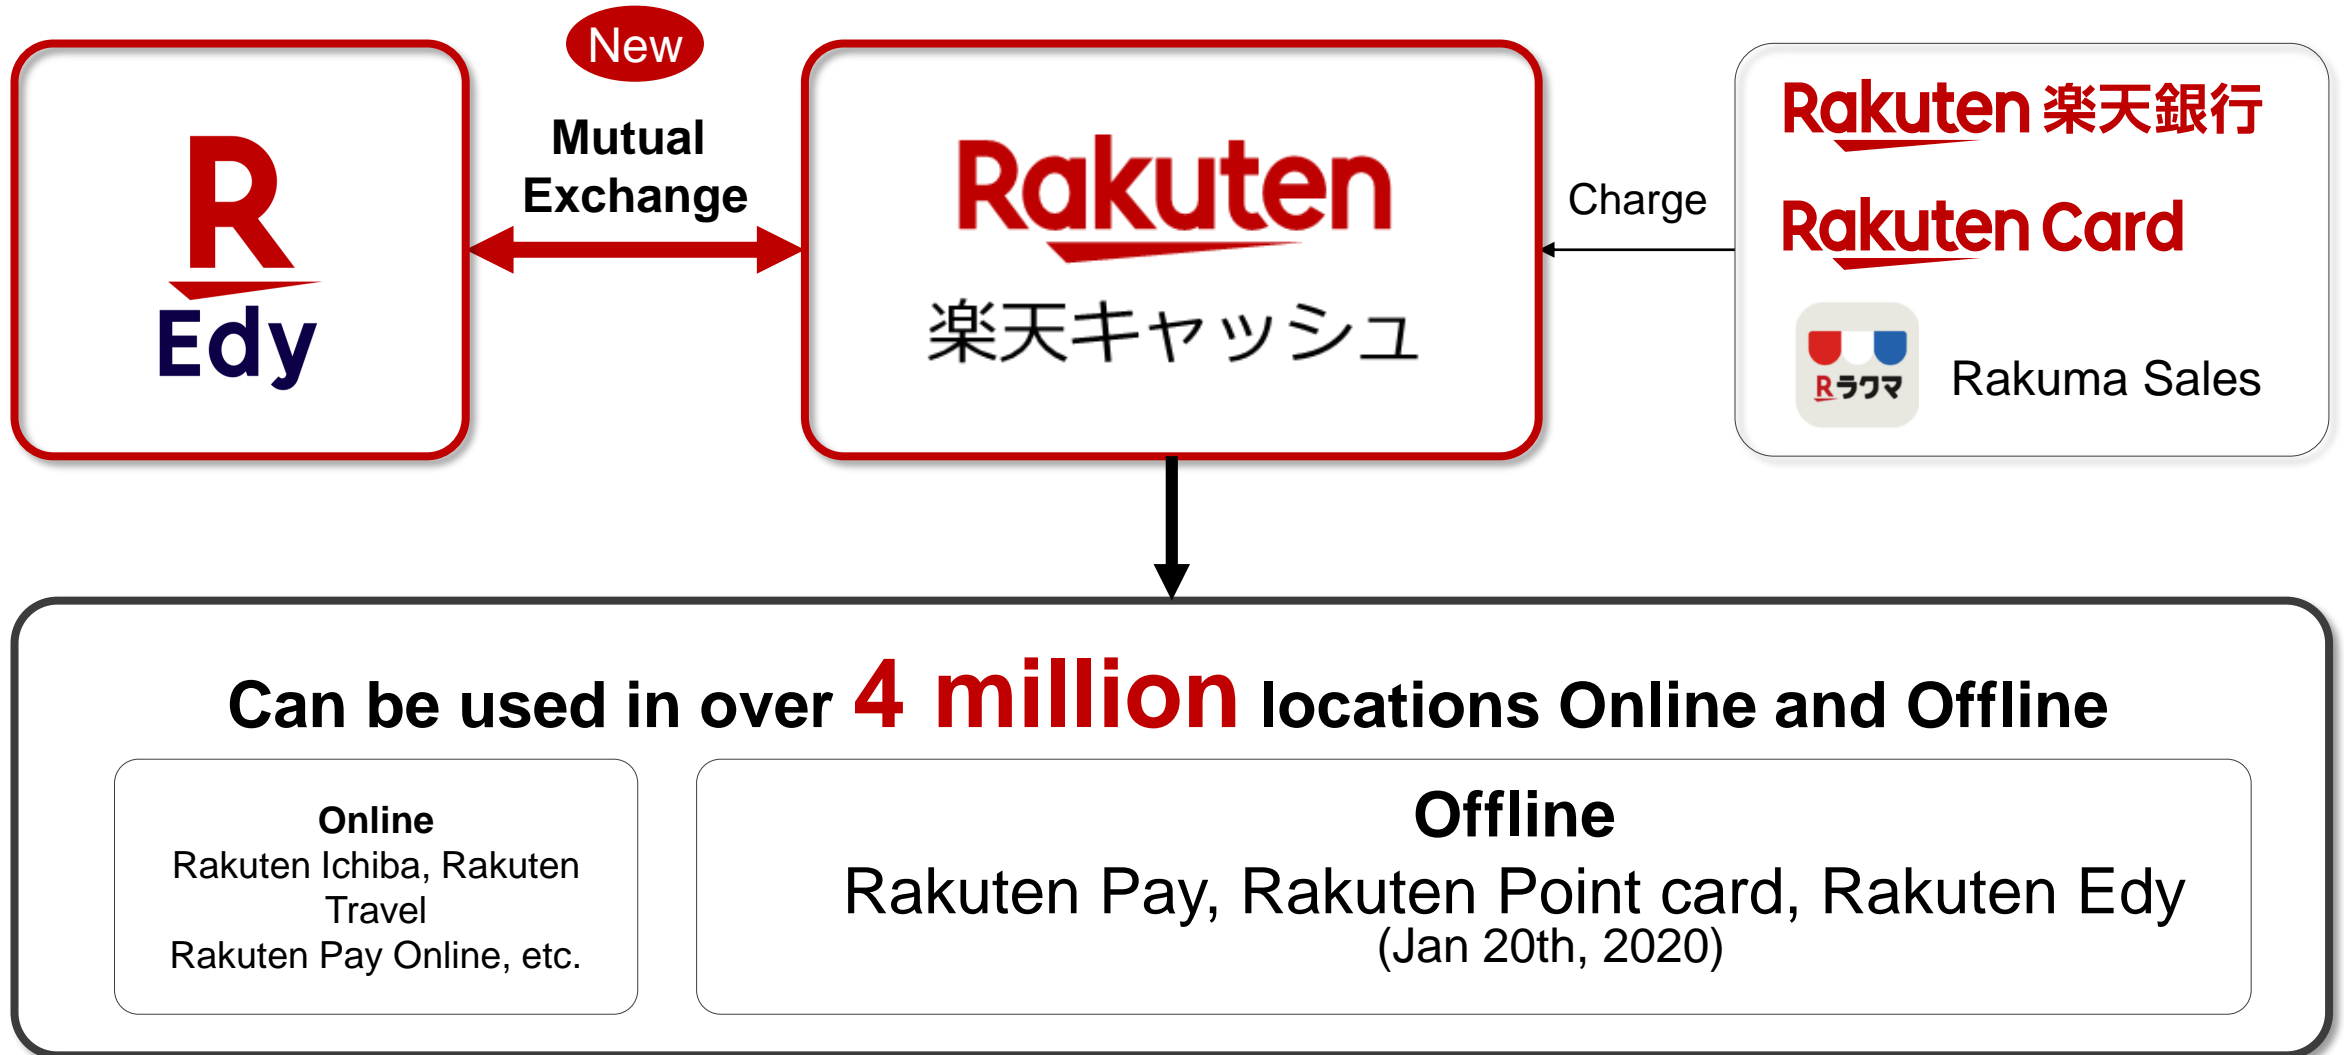 New
Mutual
Exchange
R
Edy
Rakuten
楽天キャッシュ
Charge
Rakuten 楽天銀行
Rakuten Card
R ラクマ
Rakuma Sales
Can be used in over 4 million locations Online and Offline
Online
Rakuten Ichiba, Rakuten
Travel
Rakuten Pay Online, etc.
Offline
Rakuten Pay, Rakuten Point card, Rakuten Edy
(Jan 20th, 2020)